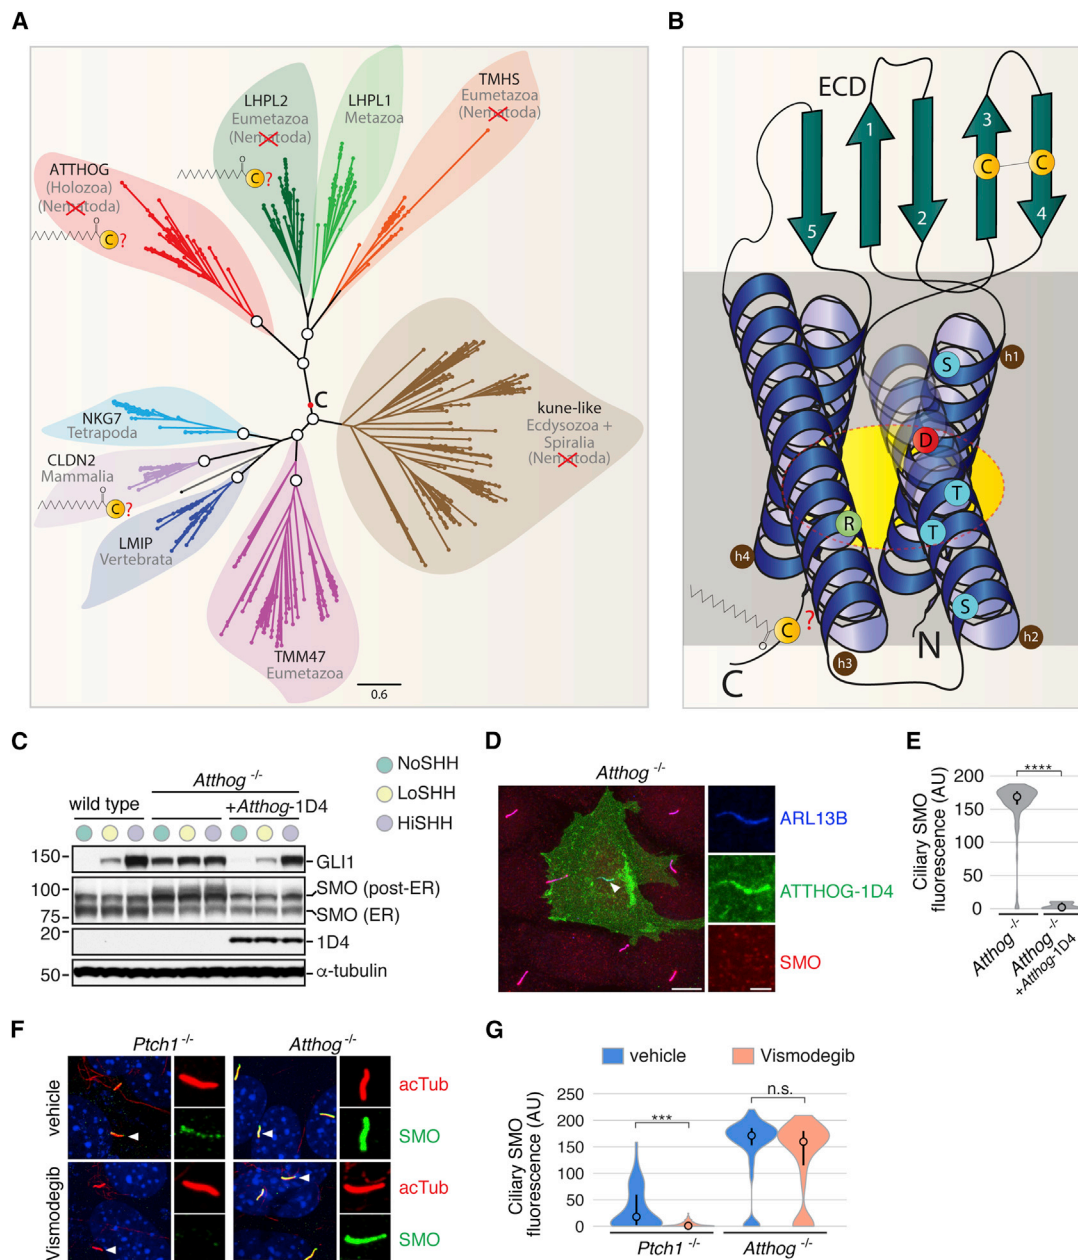 A
B
LHPL2
Eumetazoa
(Nematoda)
LHPL1
Metazoa
TMHS
Eumetazoa
(Nematoda)
ATTHOG
(Holozoa)
(Nematoda)
O
C ?
O
C ?
C
NKG7
Tetrapoda
CLDN2
Mammalia
O
C ?
LMIP
Vertebrata
TMM47
Eumetazoa
kune-like
Ecdysozoa +
Spiralia
(Nematoda)
0.6
ECD
1
2
3
4
5
C C
S
h1
D
T
R
T
h4
S
C ?
O
N
h2
h3
C
C
Atthog -/-
wild type
+Atthog-1D4
NoSHH
LoSHH
HiSHH
150
GLI1
100
SMO (post-ER)
75
SMO (ER)
20
1D4
50
α-tubulin
D
Atthog -/-
ARL13B
ATTHOG-1D4
SMO
E
Ciliary SMO
fluorescence (AU)
200
150
100
50
0
****
Atthog -/-
Atthog -/-
+Atthog-1D4
F
Ptch1 -/-
Atthog -/-
vehicle
acTub
SMO
Vismodegib
acTub
SMO
G
vehicle
Vismodegib
Ciliary SMO
fluorescence (AU)
250
200
150
100
50
0
***
n.s.
Ptch1 -/-
Atthog -/-